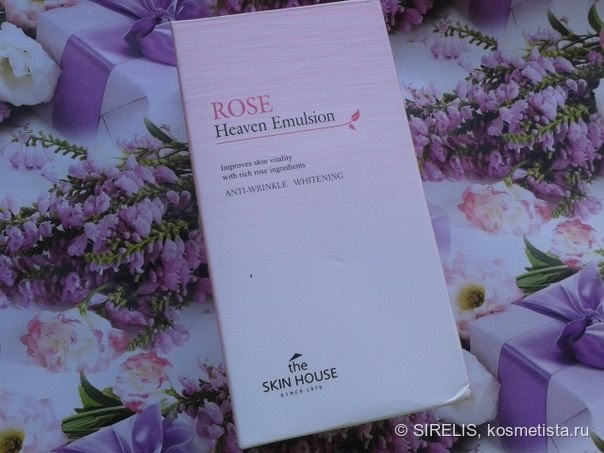 ROSE
Heaven Emulsion
Improves skin vitality
with rich rose ingredients
ANTI-WRINKLE . WHITENING
the
SKIN HOUSE
SINCE 1979
© SIRELIS, kosmetista.ru